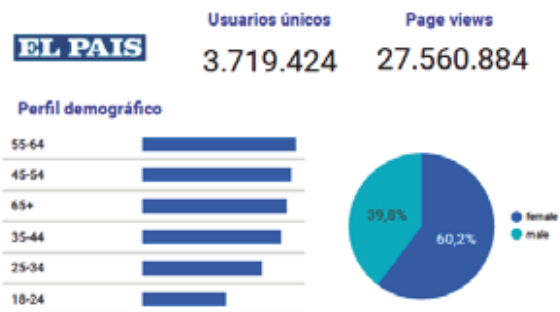 EL PAIS
Usuarios únicos
3.719.424
Page views
27.560.884
Perfil demográfico
55-64
45-54
65+
35-44
25-34
18-24
39,8%
60,2%
female
male